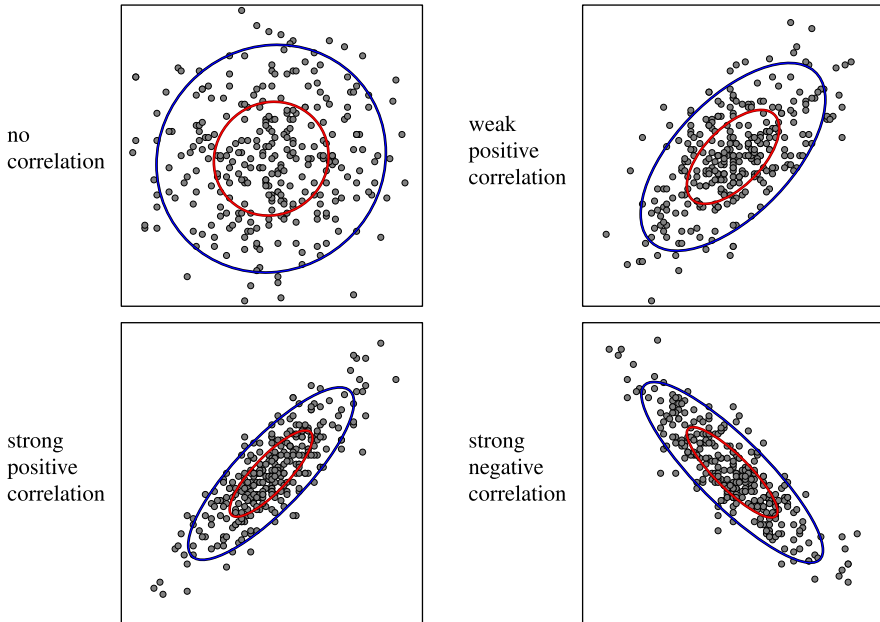 no
correlation
weak
positive
correlation
strong
positive
correlation
strong
negative
correlation